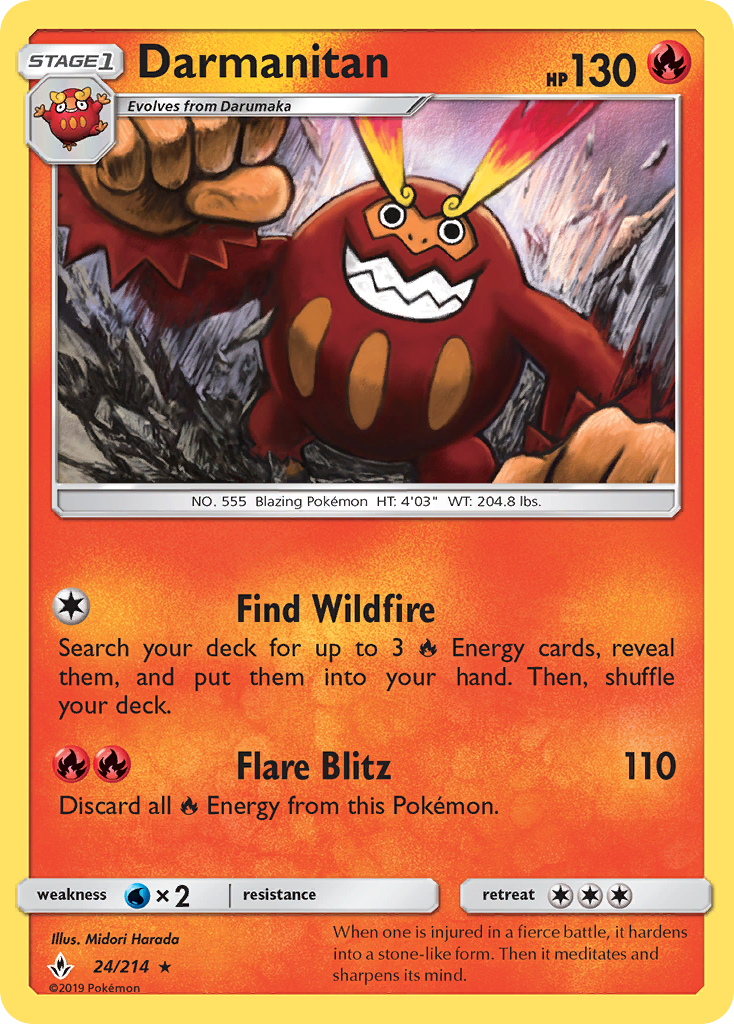 STAGE 1
Darmanitan
HP 130
Evolves from Darumaka
NO. 555 Blazing Pokémon HT: 4'03" WT: 204.8 lbs.
Find Wildfire
Search your deck for up to 3 Energy cards, reveal
them, and put them into your hand. Then, shuffle
your deck.
Flare Blitz 110
Discard all Energy from this Pokémon.
weakness × 2 resistance retreat
Illus. Midori Harada
24/214 ★
©2019 Pokémon
When one is injured in a fierce battle, it hardens
into a stone-like form. Then it meditates and
sharpens its mind.